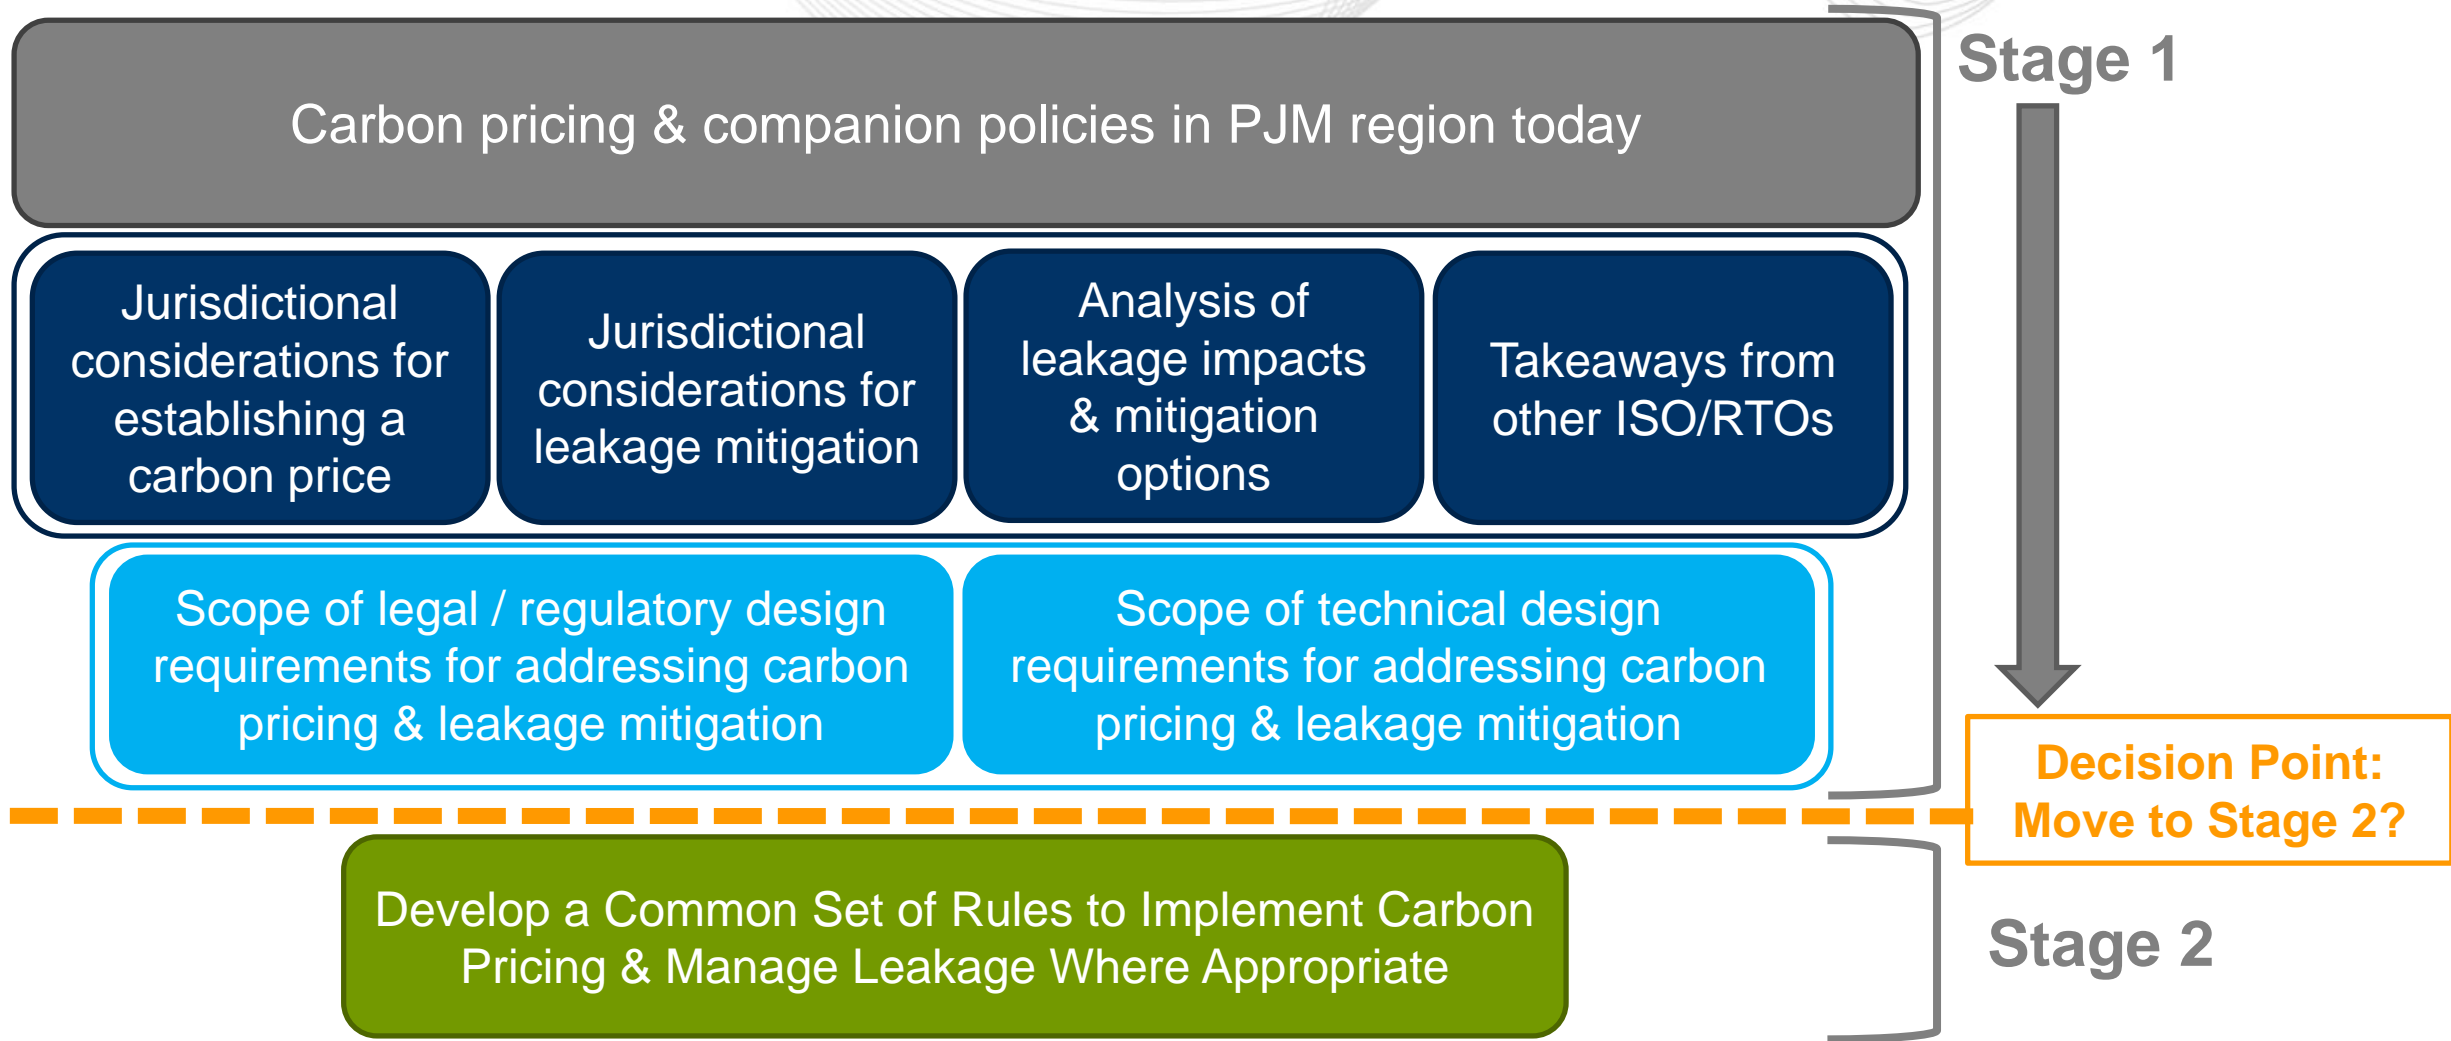 Carbon pricing & companion policies in PJM region today
Stage 1
Jurisdictional
considerations for
establishing a
carbon price
Jurisdictional
considerations for
leakage mitigation
Analysis of
leakage impacts
& mitigation
options
Takeaways from
other ISO/RTOs
Scope of legal / regulatory design
requirements for addressing carbon
pricing & leakage mitigation
Scope of technical design
requirements for addressing carbon
pricing & leakage mitigation
Decision Point:
Move to Stage 2?
Develop a Common Set of Rules to Implement Carbon
Pricing & Manage Leakage Where Appropriate
Stage 2